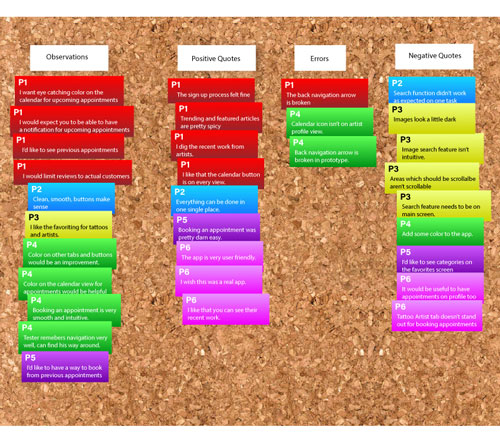 Observations
P1
I want eye catching color on the
calendar for upcoming appointments
P1
I would expect you be able to have
a notification for upcoming appointments
P1
I'd like to see previous appointments
P1
I would limit reviews to actual customers
P2
Clean, smooth, buttons make
sense
P3
I like the favoriting for tattoos
and artists.
P4
Color on other tabs and buttons
would be an improvement.
P4
Color on the calendar view for
appointments would be helpful
P4
Booking an appointment is very
smooth and intuitive.
P4
Tester remebers navigation very
well, can find his way around.
P5
I'd like to have a way to book
from previous appointments
Positive Quotes
P1
The sign up process felt fine
P1
Trending and featured articles
are pretty spicy
P1
I dig the recent work from
artists.
P1
I like that the calendar button
is on every view.
P2
Everything can be done in
one single place.
P5
Booking an appointment was
pretty darn easy.
P6
The app is very user friendly.
P6
I wish this was a real app.
P6
I like that you can see their
recent work.
Errors
P1
The back navigation arrow
is broken
P4
Calendar icon isn't on artist
profile view.
P4
Back navigation arrow is
broken in prototype.
Negative Quotes
P2
Search function didn't work
as expected on one task
P3
Images look a little dark
P3
Image search feature isn't
intuitive.
P3
Areas which should be scrollalbe
aren't scrollable
P3
Search feature needs to be on
main screen.
P4
Add some color to the app.
P5
I'd like to see categories on
the favorites screen
P6
It would be useful to have
appointments on profile too
P6
Tattoo Artist tab doesn't stand
out for booking appointments